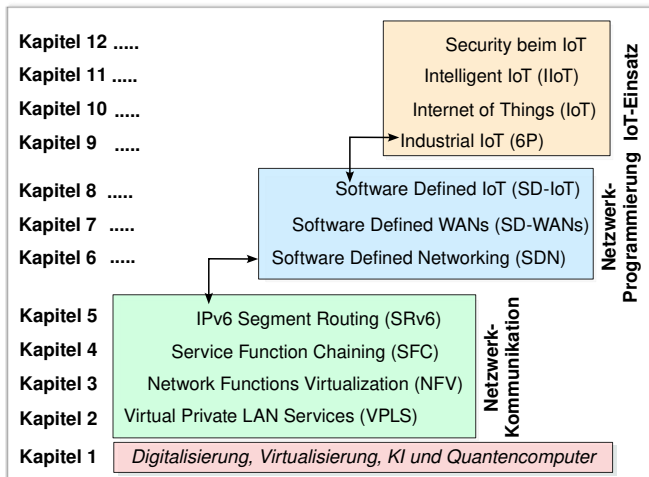 Kapitel 12 ..... Security beim IoT
Kapitel 11 ..... Intelligent IoT (IIoT)
Kapitel 10 ..... Internet of Things (IoT)
Kapitel 9 ..... Industrial IoT (6P)
IoT-Einsatz
Kapitel 8 ..... Software Defined IoT (SD-IoT)
Kapitel 7 ..... Software Defined WANs (SD-WANs)
Kapitel 6 ..... Software Defined Networking (SDN)
Netzwerk-
Programmierung
Kapitel 5 IPv6 Segment Routing (SRv6)
Kapitel 4 Service Function Chaining (SFC)
Kapitel 3 Network Functions Virtualization (NFV)
Kapitel 2 Virtual Private LAN Services (VPLS)
Netzwerk-
Kommunikation
Kapitel 1 Digitalisierung, Virtualisierung, KI und Quantencomputer